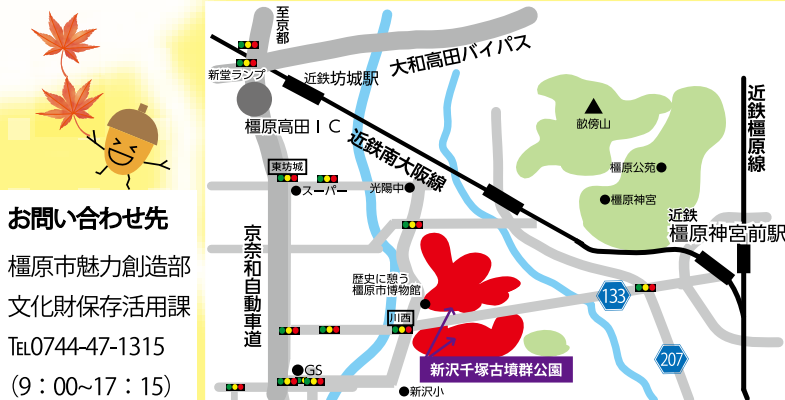 お問い合わせ先
橿原市魅力創造部
文化財保存活用課
℡0744-47-1315
（9：00~17：15）
至京都
新堂ランプ
近鉄坊城駅
大和高田バイパス
橿原高田ＩＣ
近鉄南大阪線
畝傍山
近鉄橿原線
橿原公苑
橿原神宮
東坊城
スーパー
光陽中
近鉄
橿原神宮前駅
京奈和自動車道
歴史に憩う
橿原市博物館
川西
133
207
新沢千塚古墳群公園
GS
新沢小